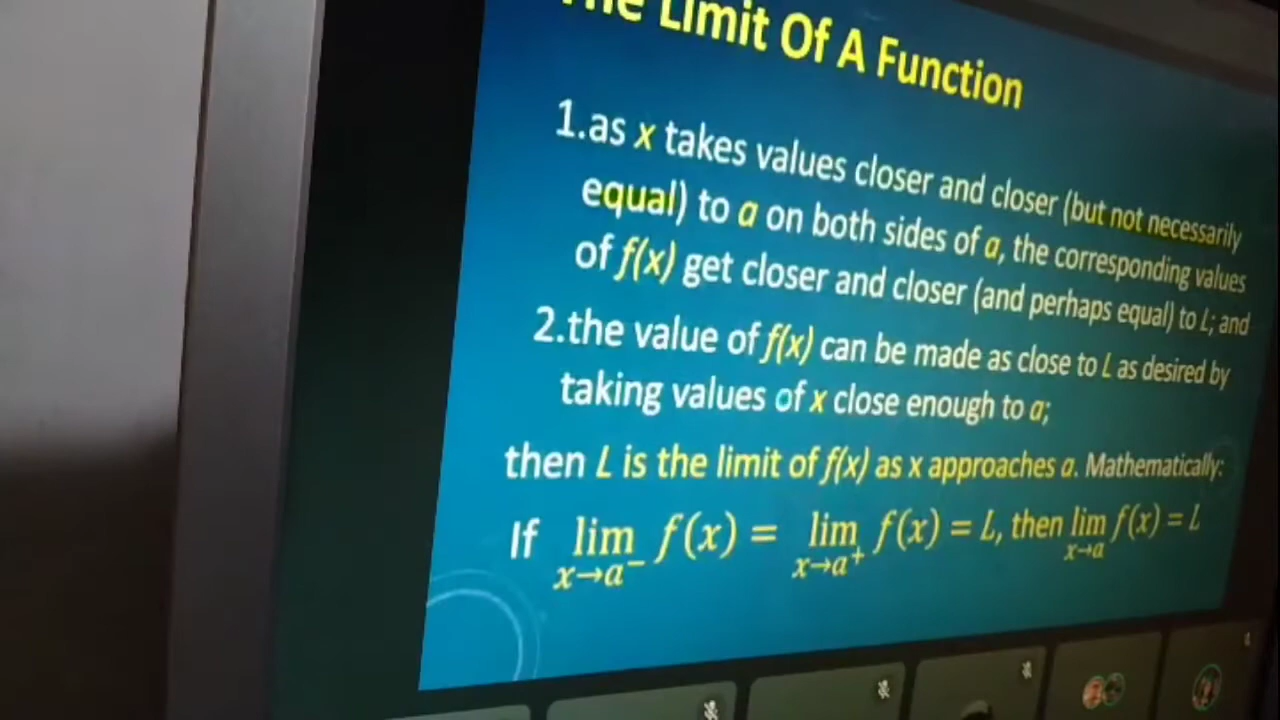 The Limit Of A Function
1.as x takes values closer and closer (but not necessarily
equal) to a on both sides of a, the corresponding values
of f(x) get closer and closer (and perhaps equal) to L; and
2.the value of f(x) can be made as close to L as desired by
taking values of x close enough to a;
then L is the limit of f(x) as x approaches a. Mathematically:
If lim x→a⁻ f(x) = lim x→a⁺ f(x) = L, then lim x→a f(x) = L